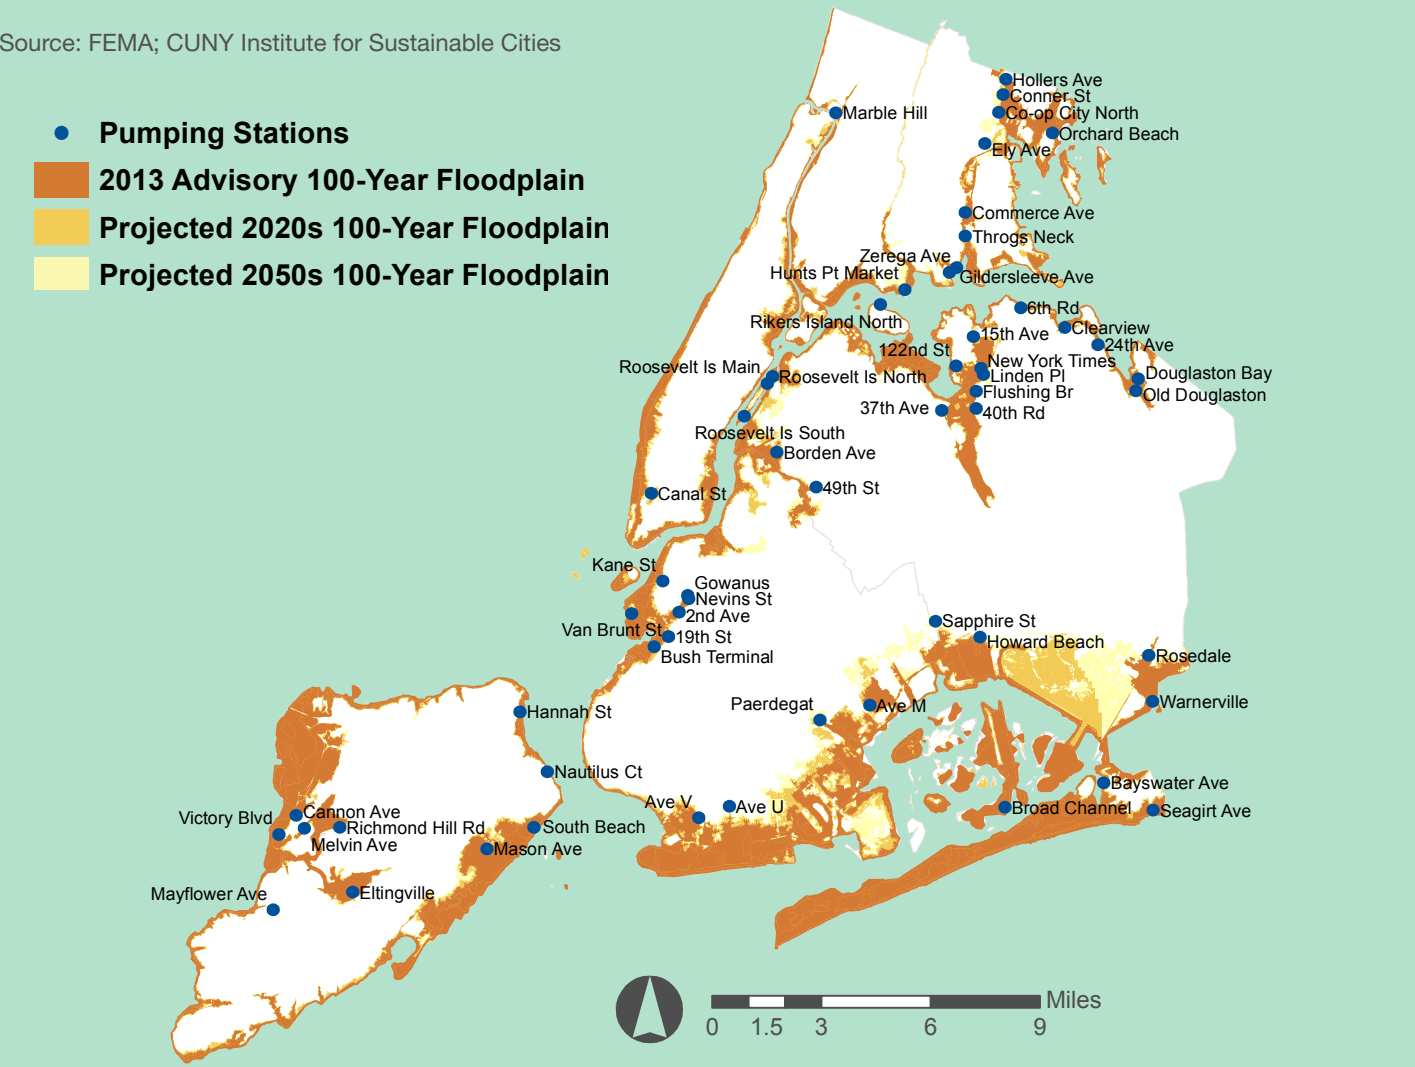 Source: FEMA; CUNY Institute for Sustainable Cities
Pumping Stations
2013 Advisory 100-Year Floodplain
Projected 2020s 100-Year Floodplain
Projected 2050s 100-Year Floodplain
Hollers Ave
Conner St
Marble Hill
Co-op City North
Orchard Beach
Ely Ave
Commerce Ave
Throgs Neck
Zerega Ave
Hunts Pt Market
Gildersleeve Ave
6th Rd
Rikers Island North
Clearview
15th Ave
24th Ave
122nd St
New York Times
Roosevelt Is Main
Roosevelt Is North
Linden Pl
Douglaston Bay
Flushing Br
Old Douglaston
37th Ave
40th Rd
Roosevelt Is South
Borden Ave
49th St
Canal St
Kane St
Gowanus
Nevins St
2nd Ave
Van Brunt St
19th St
Sapphire St
Howard Beach
Bush Terminal
Rosedale
Warnerville
Paerdegat
Ave M
Hannah St
Nautilus Ct
Bayswater Ave
Ave V
Ave U
Broad Channel
Seagirt Ave
Victory Blvd
Cannon Ave
Richmond Hill Rd
South Beach
Melvin Ave
Mason Ave
Mayflower Ave
Eltingville
Miles
0 1.5 3 6 9